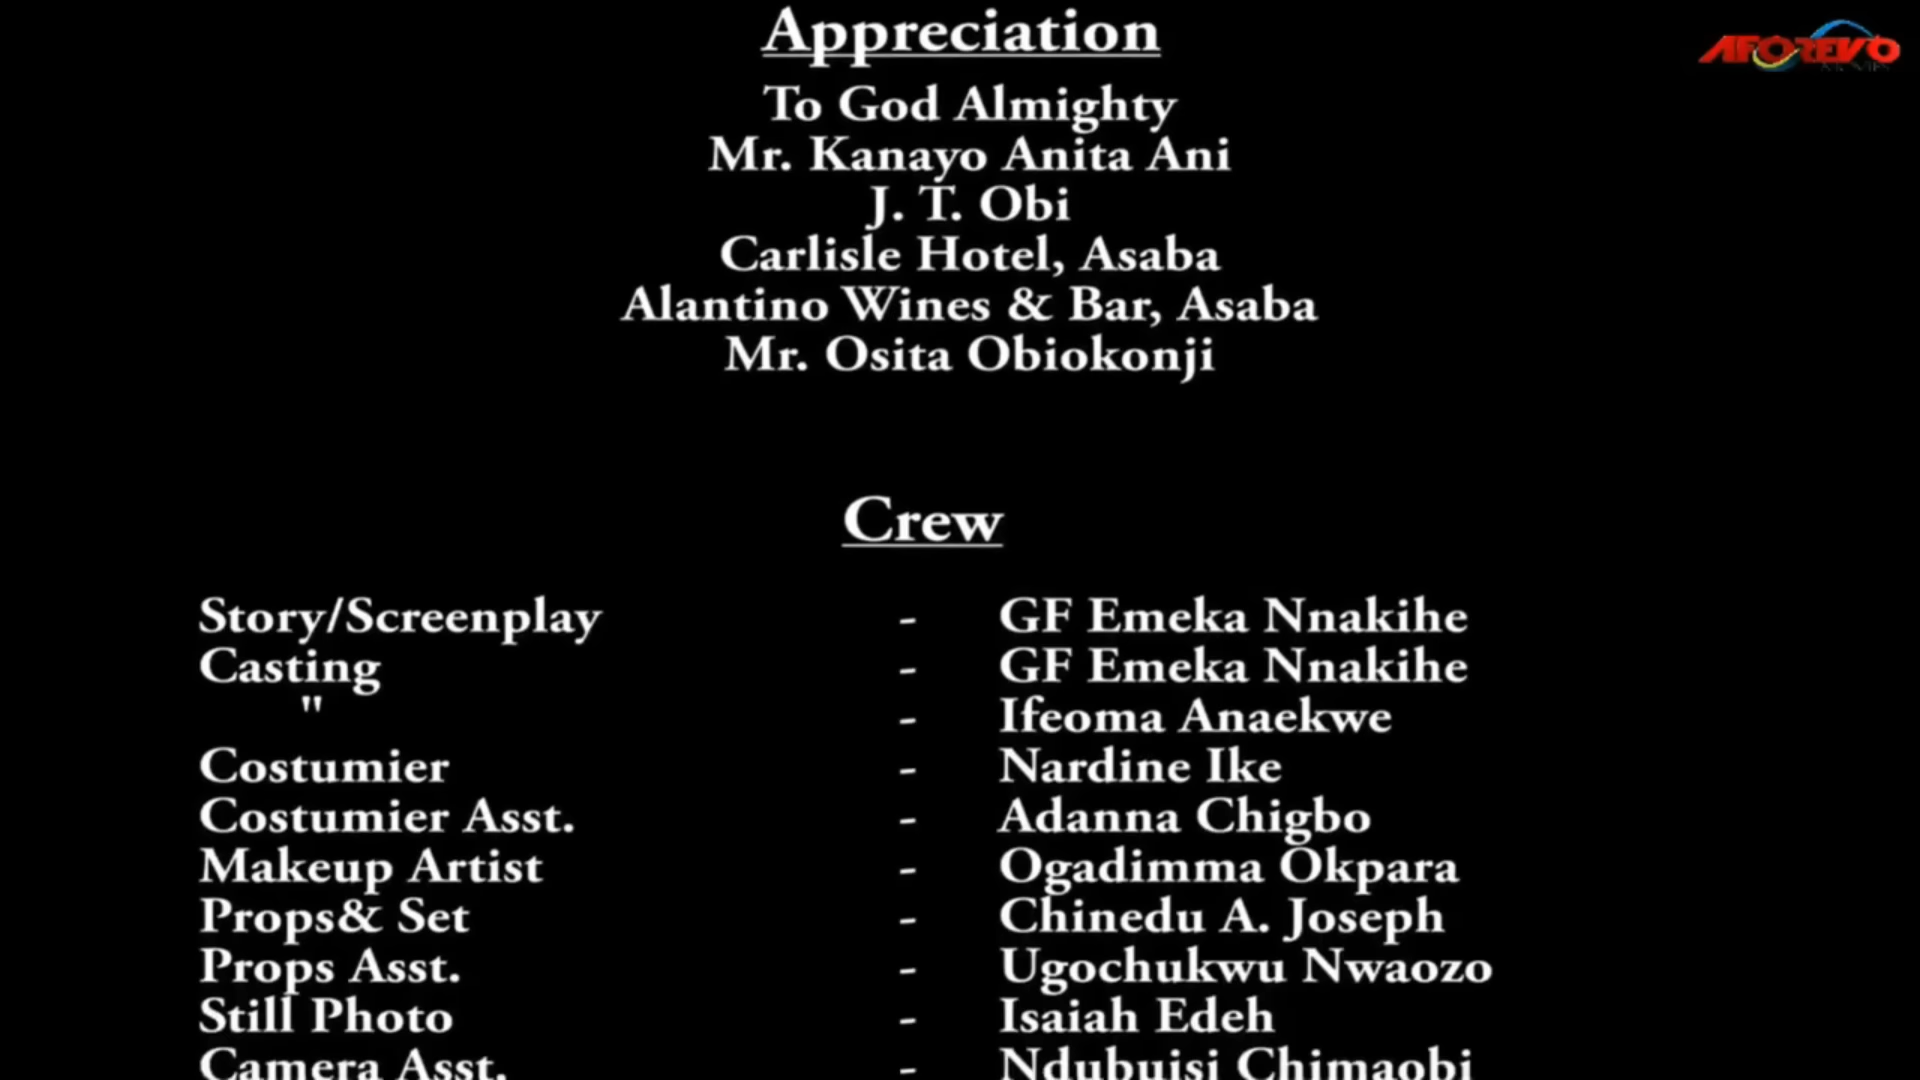 Appreciation
AFOREVO
To God Almighty
Mr. Kanayo Anita Ani
J. T. Obi
Carlisle Hotel, Asaba
Alantino Wines & Bar, Asaba
Mr. Osita Obiokonji
Crew
Story/Screenplay - GF Emeka Nnakihe
Casting - GF Emeka Nnakihe
" - Ifeoma Anaekwe
Costumier - Nardine Ike
Costumier Asst. - Adanna Chigbo
Makeup Artist - Ogadimma Okpara
Props& Set - Chinedu A. Joseph
Props Asst. - Ugochukwu Nwaozo
Still Photo - Isaiah Edeh
Camera Asst. - Ndubuisi Chimaobi